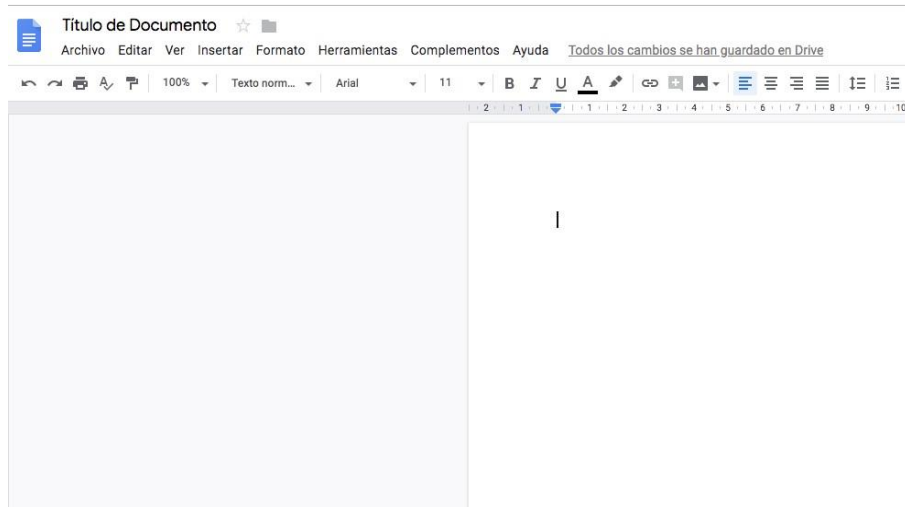 Título de Documento
Archivo Editar Ver Insertar Formato Herramientas Complementos Ayuda Todos los cambios se han guardado en Drive
100% Texto norm... Arial 11 B I U A
2 1 1 2 3 4 5 6 7 8 9 10